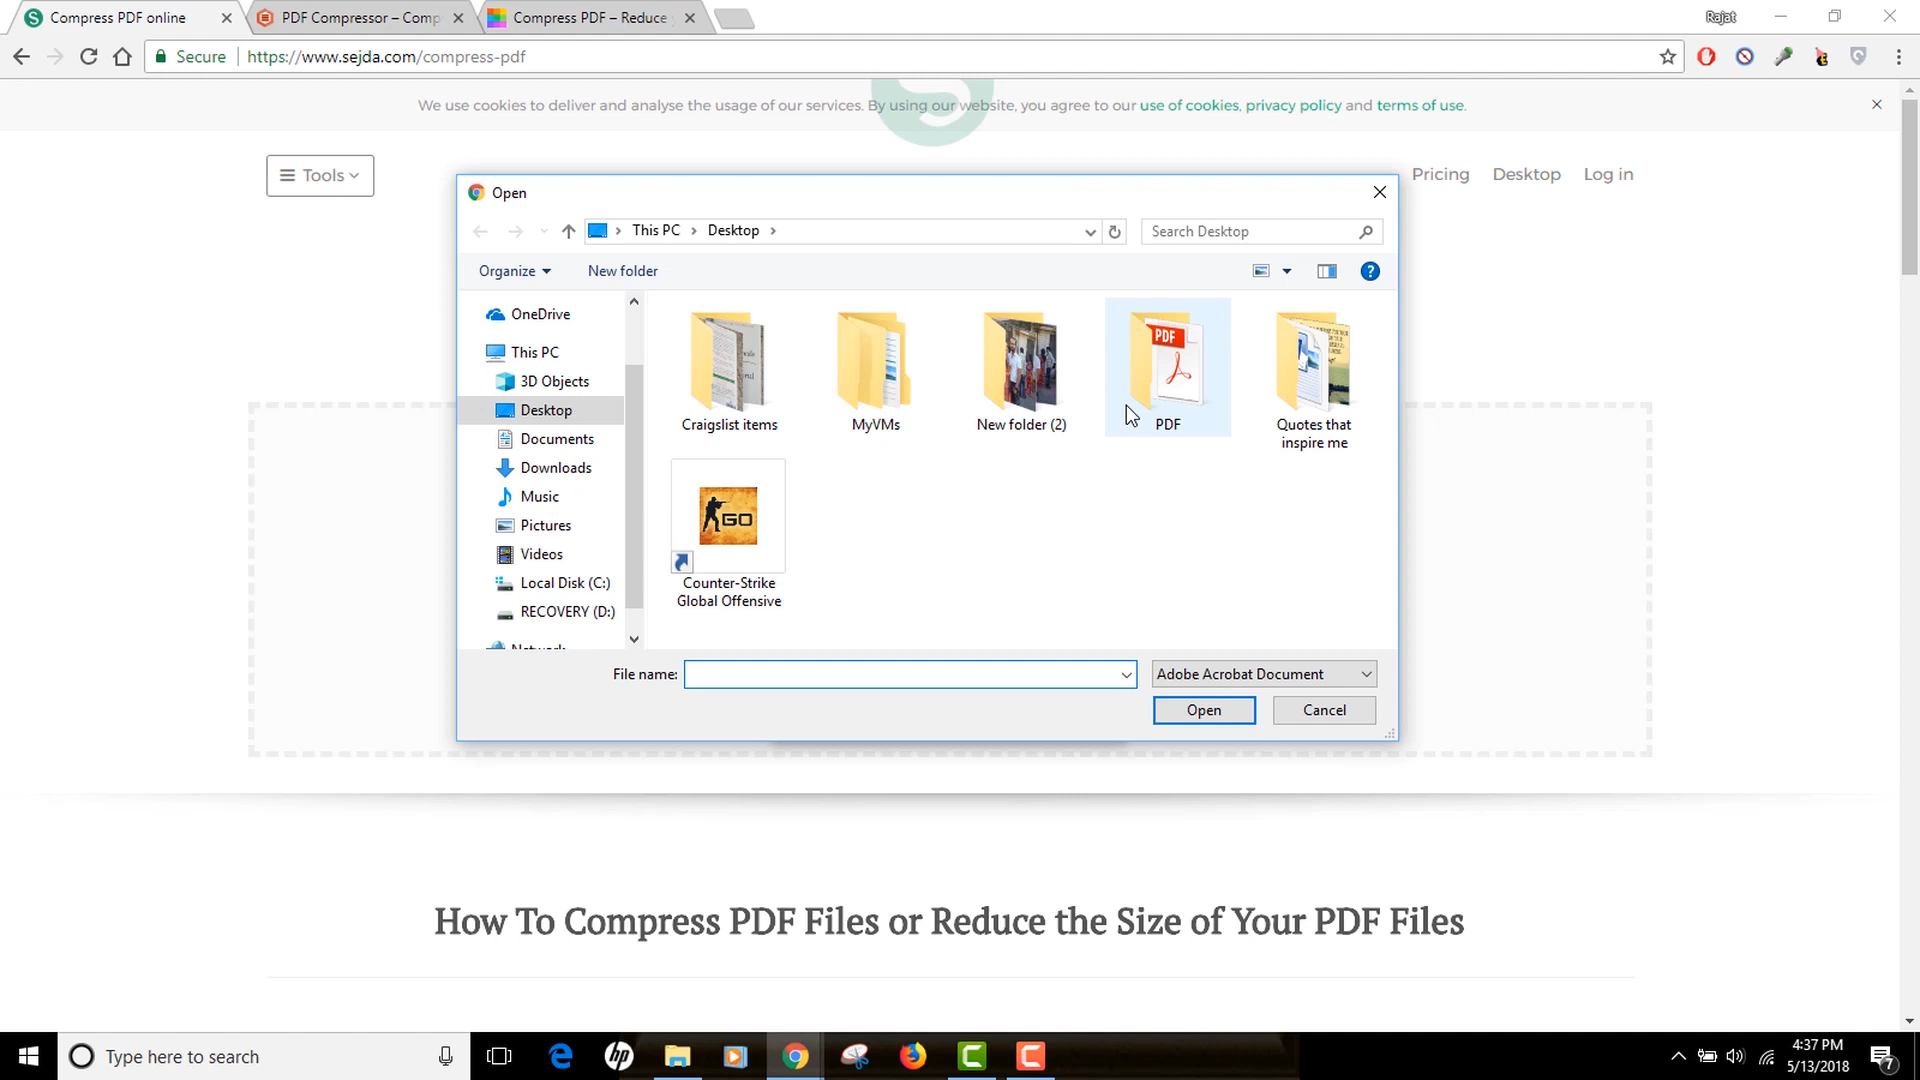 Compress PDF online
PDF Compressor – Comp
Compress PDF – Reduce
Rajat
Secure
https://www.sejda.com/compress-pdf
We use cookies to deliver and analyse the usage of our services. By using our website, you agree to our use of cookies, privacy policy and terms of use.
Tools
Pricing
Desktop
Log in
Open
This PC
Desktop
Search Desktop
Organize
New folder
OneDrive
This PC
3D Objects
Desktop
Documents
Downloads
Music
Pictures
Videos
Local Disk (C:)
RECOVERY (D:)
Network
Craigslist items
MyVMs
New folder (2)
PDF
PDF
Quotes that
inspire me
GO
Counter-Strike
Global Offensive
File name:
Adobe Acrobat Document
Open
Cancel
How To Compress PDF Files or Reduce the Size of Your PDF Files
Type here to search
hp
4:37 PM
5/13/2018
7